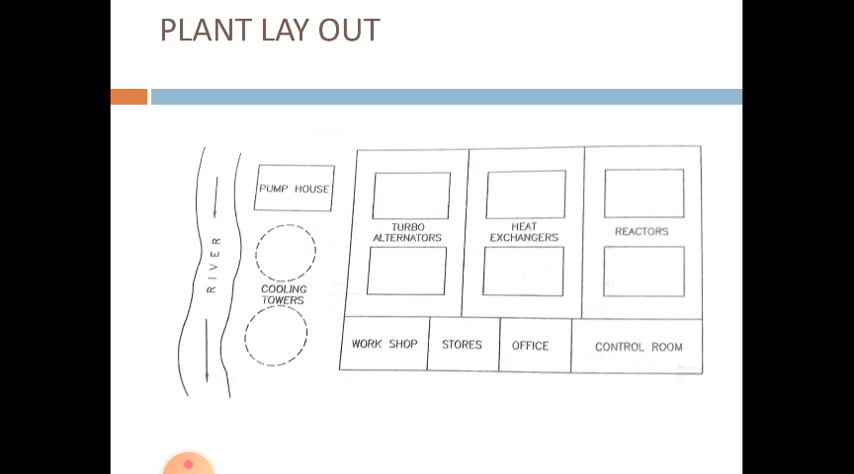 PLANT LAY OUT
PUMP HOUSE
RIVER
COOLING
TOWERS
TURBO
ALTERNATORS
HEAT
EXCHANGERS
REACTORS
WORK SHOP
STORES
OFFICE
CONTROL ROOM